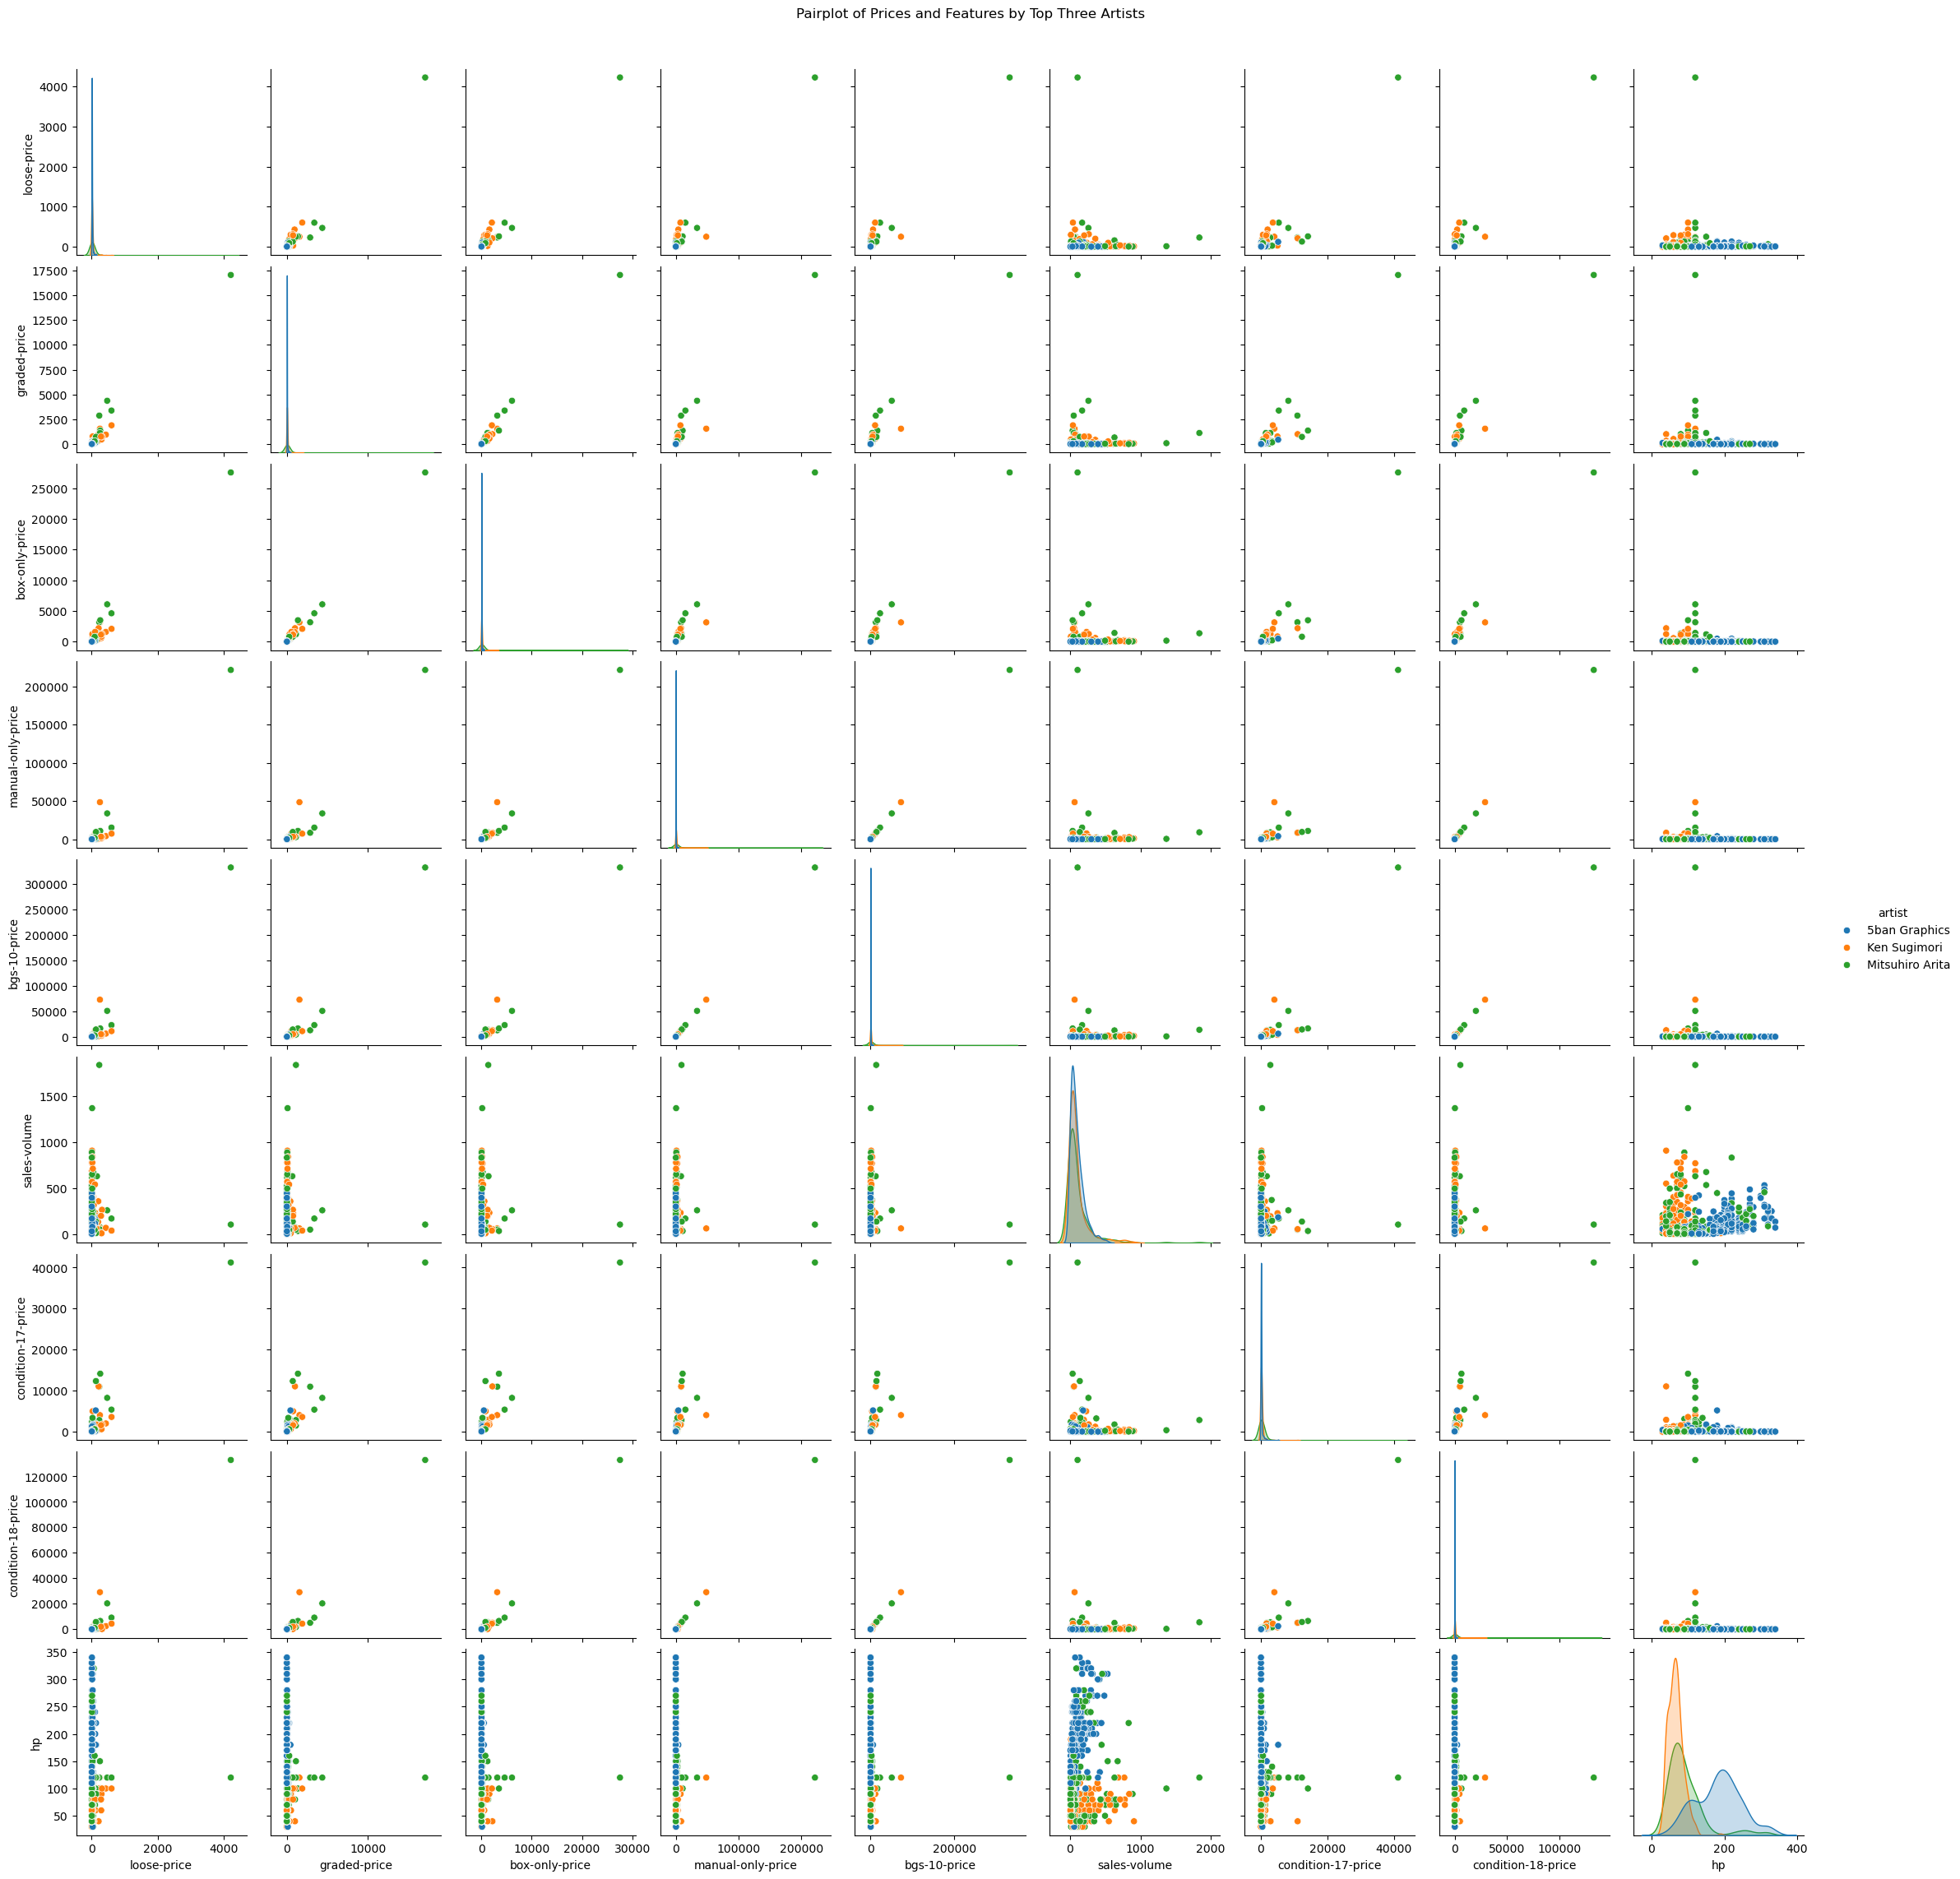 Pairplot of Prices and Features by Top Three Artists
loose-price
4000
3000
2000
1000
0
graded-price
17500
15000
12500
10000
7500
5000
2500
0
box-only-price
25000
20000
15000
10000
5000
0
manual-only-price
200000
150000
100000
50000
0
bgs-10-price
300000
250000
200000
150000
100000
50000
0
artist
5ban Graphics
Ken Sugimori
Mitsuhiro Arita
sales-volume
1500
1000
500
0
condition-17-price
40000
30000
20000
10000
0
condition-18-price
120000
100000
80000
60000
40000
20000
0
hp
350
300
250
200
150
100
50
0 2000 4000
0 10000
0 10000 20000 30000
0 100000 200000
0 200000
0 1000 2000
0 20000 40000
0 50000 100000
0 200 400
loose-price graded-price box-only-price manual-only-price bgs-10-price sales-volume condition-17-price condition-18-price hp